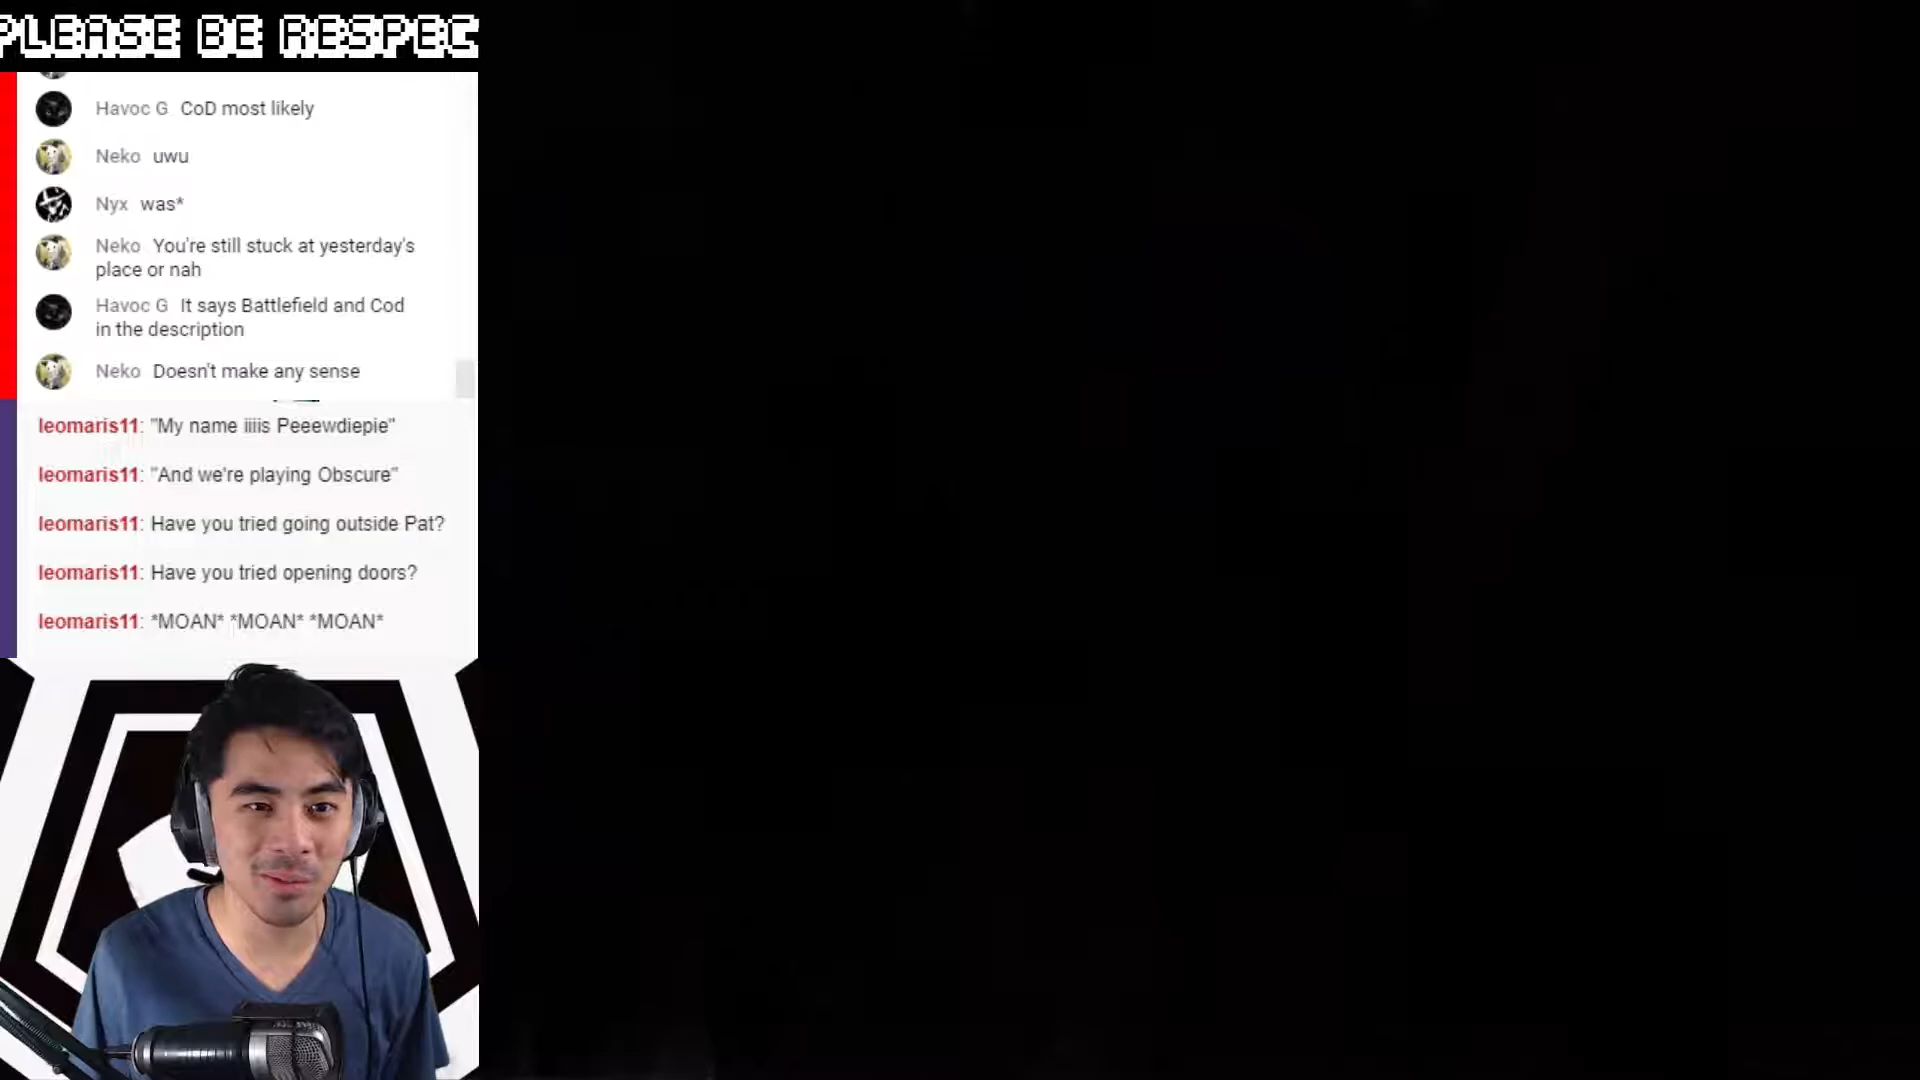 PLEASE BE RESPEC
Havoc G CoD most likely
Neko uwu
Nyx was*
Neko You're still stuck at yesterday's
place or nah
Havoc G It says Battlefield and Cod
in the description
Neko Doesn't make any sense
leomaris11: "My name iiiis Peeewdiepie"
leomaris11: "And we're playing Obscure"
leomaris11: Have you tried going outside Pat?
leomaris11: Have you tried opening doors?
leomaris11: *MOAN* *MOAN* *MOAN*